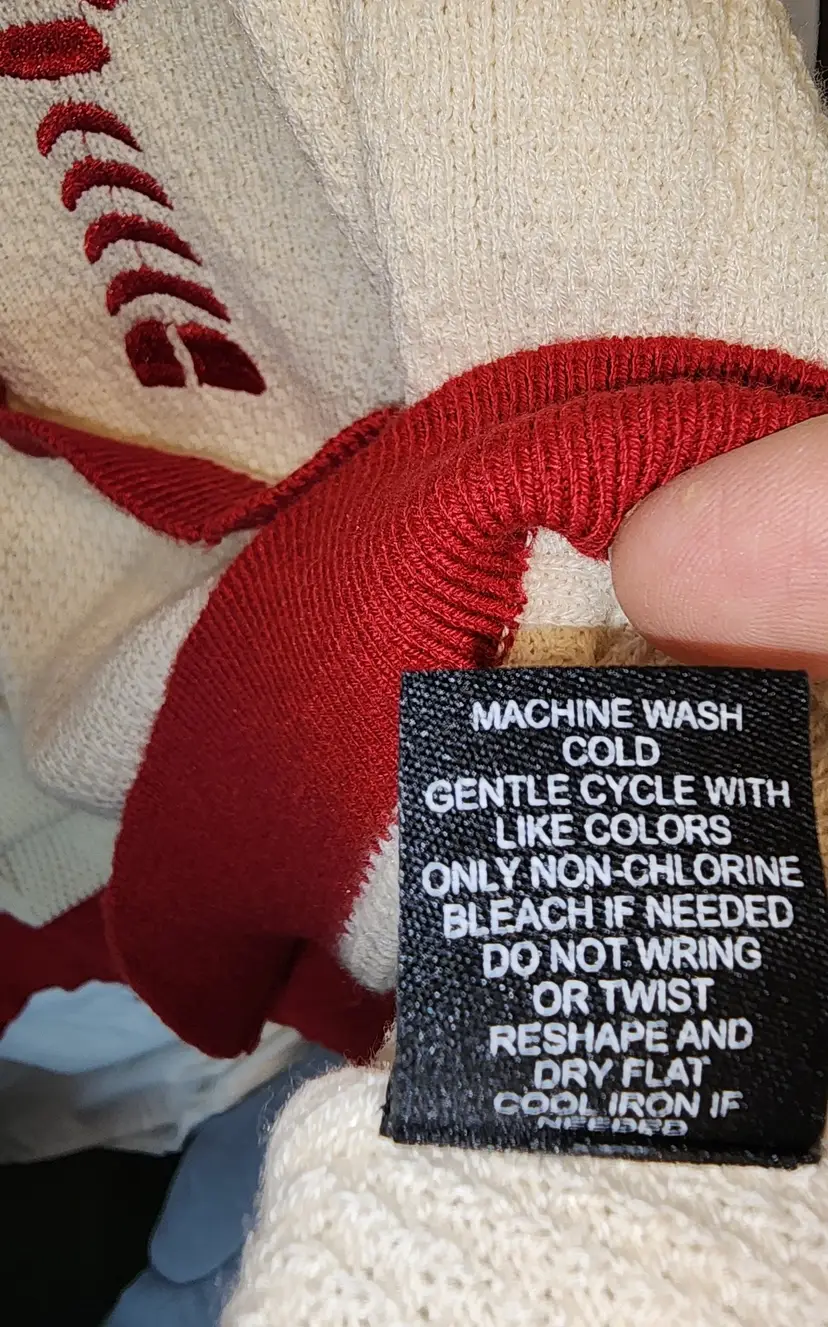 MACHINE WASH
COLD
GENTLE CYCLE WITH
LIKE COLORS
ONLY NON-CHLORINE
BLEACH IF NEEDED
DO NOT WRING
OR TWIST
RESHAPE AND
DRY FLAT
COOL IRON IF
NEEDED